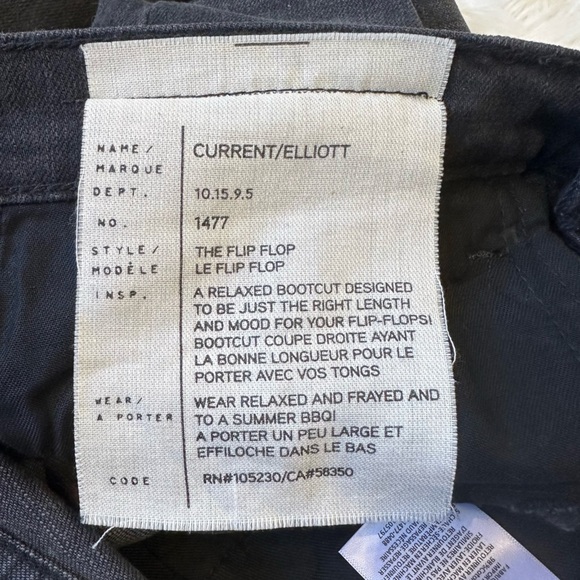 NAME/ CURRENT/ELLIOTT
MARQUE
DEPT. 10.15.9.5
NO. 1477
STYLE/ THE FLIP FLOP
MODÈLE LE FLIP FLOP
INSP. A RELAXED BOOTCUT DESIGNED
TO BE JUST THE RIGHT LENGTH
AND MOOD FOR YOUR FLIP-FLOPS!
BOOTCUT COUPE DROITE AYANT
LA BONNE LONGUEUR POUR LE
PORTER AVEC VOS TONGS
WEAR/ WEAR RELAXED AND FRAYED AND
A PORTER TO A SUMMER BBQ!
A PORTER UN PEU LARGE ET
EFFILOCHE DANS LE BAS
CODE RN#105230/CA#58350